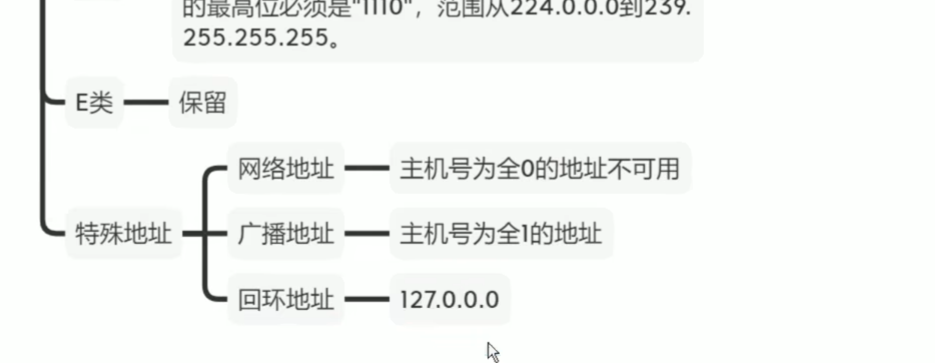 的最高位必须是"1110"，范围从224.0.0.0到239.
255.255.255。
E类
保留
特殊地址
网络地址
主机号为全0的地址不可用
广播地址
主机号为全1的地址
回环地址
127.0.0.0